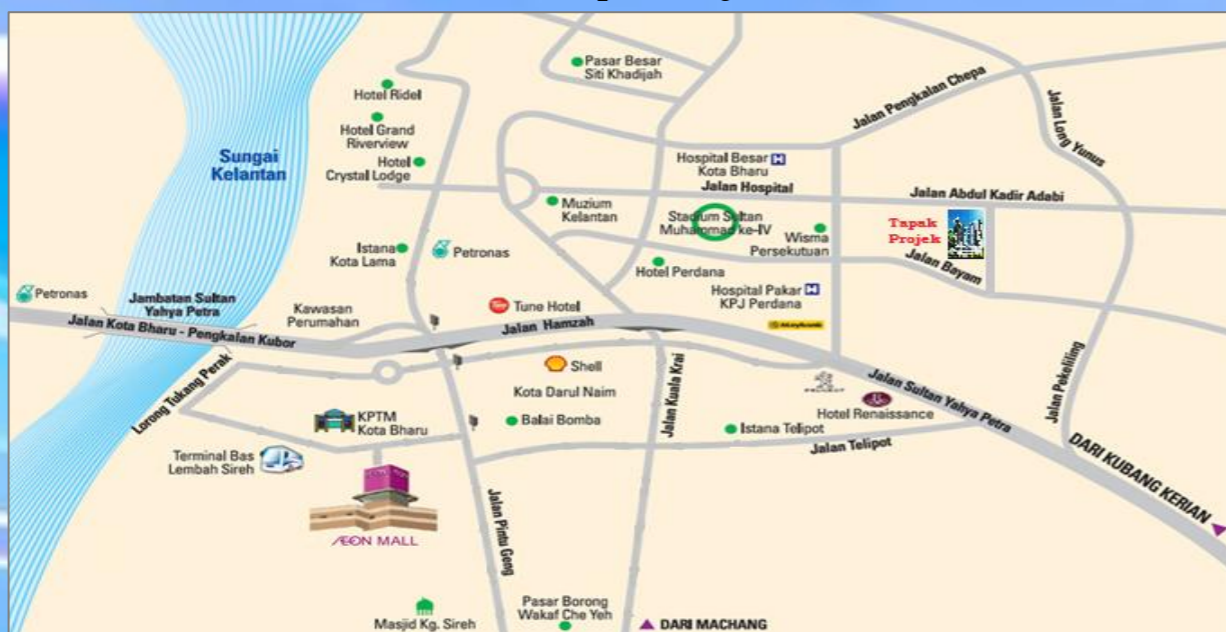 Pasar Besar
Siti Khadijah
Hotel Ridel
Hotel Grand
Riverview
Hotel
Crystal Lodge
Sungai
Kelantan
Jalan Pengkalan Chepa
Jalan Long Yunus
Hospital Besar H
Kota Bharu
Jalan Hospital
Jalan Abdul Kadir Adabi
Muzium
Kelantan
Stadium Sultan
Muhammad ke-IV
Wisma
Persekutuan
Tapak
Projek
Jalan Bayam
Istana
Kota Lama
Petronas
Hotel Perdana
Hospital Pakar H
KPJ Perdana
Petronas
Jambatan Sultan
Yahya Petra
Kawasan
Perumahan
Tune Hotel
Jalan Kota Bharu - Pengkalan Kubor
Jalan Hamzah
Shell
Kota Darul Naim
Jalan Kuala Krai
PEUGEOT
Hotel Renaissance
Jalan Sultan Yahya Petra
Jalan Pekeliling
Lorong Tukang Perak
KPTM
Kota Bharu
Balai Bomba
Istana Telipot
Jalan Telipot
DARI KUBANG KERIAN
Terminal Bas
Lembah Sireh
AEON MALL
Jalan Pintu Geng
Masjid Kg. Sireh
Pasar Borong
Wakaf Che Yeh
DARI MACHANG